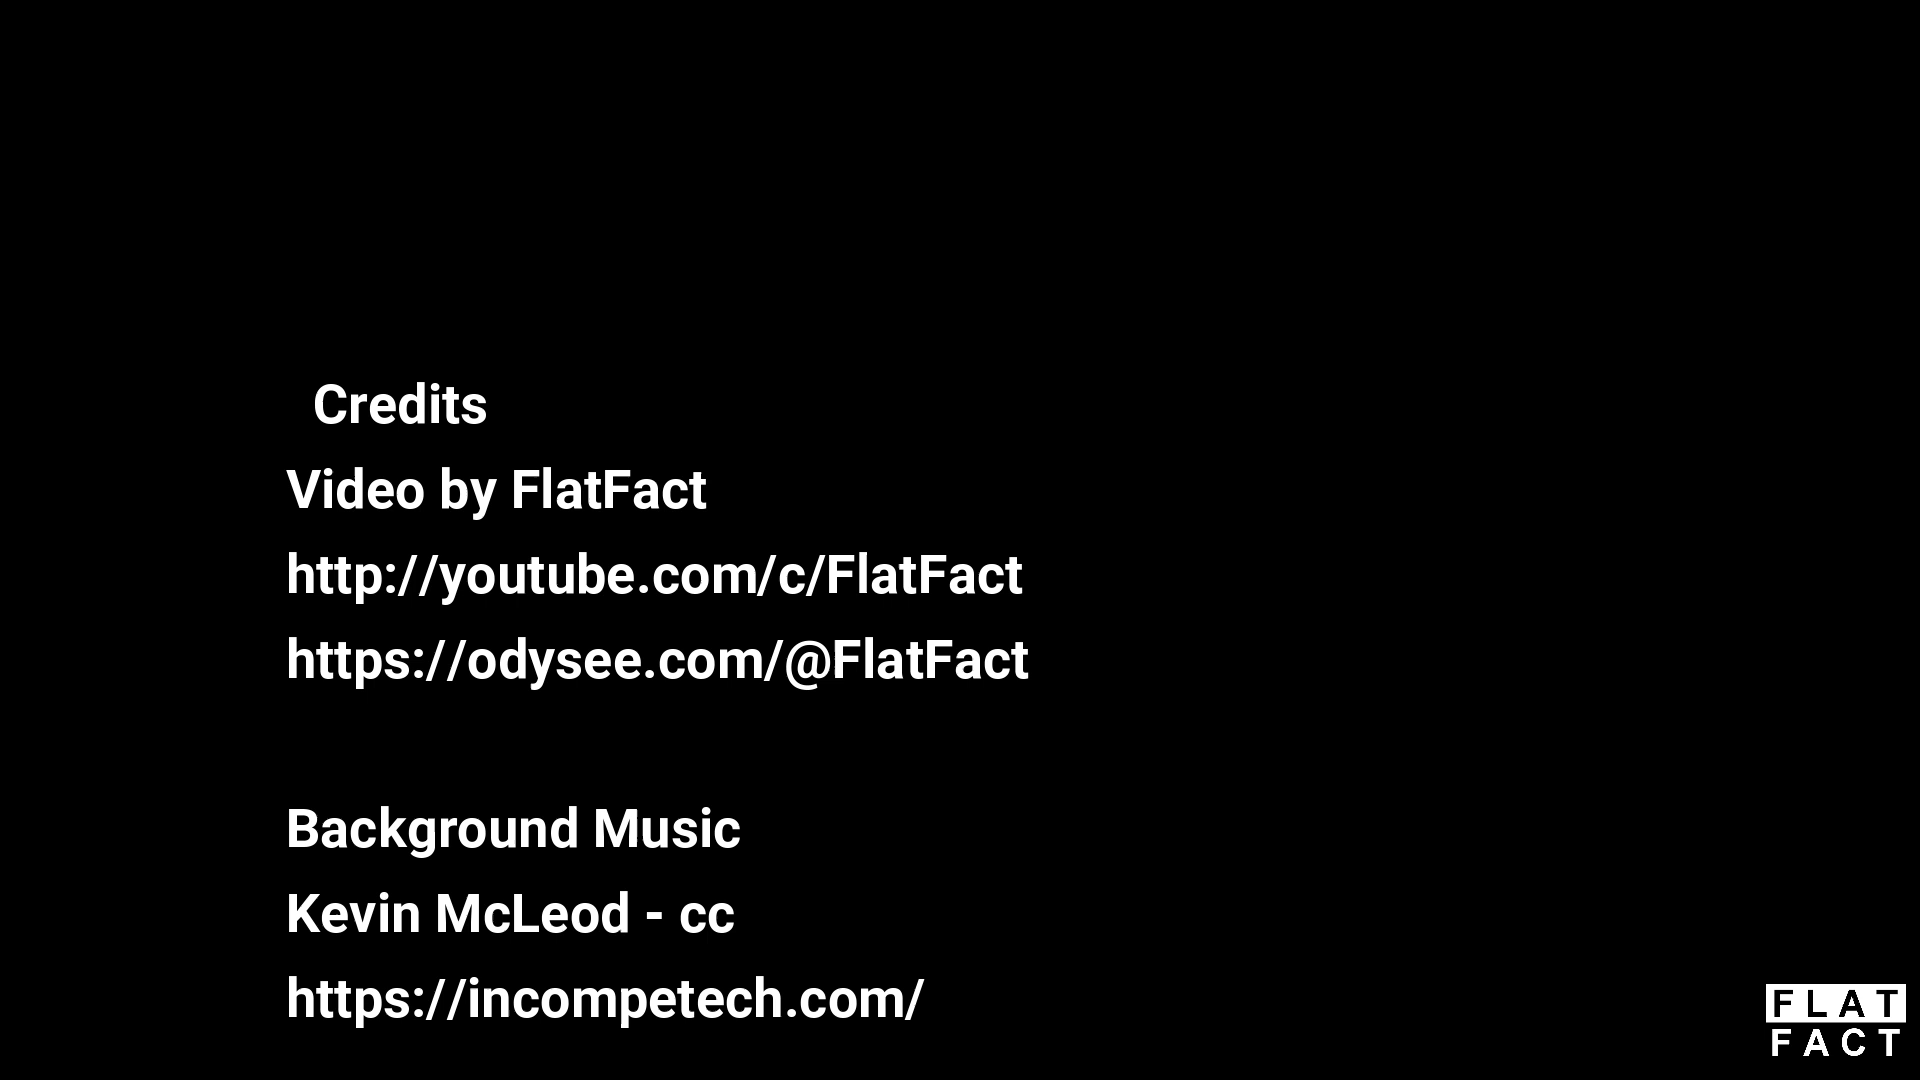 Credits
Video by FlatFact
http://youtube.com/c/FlatFact
https://odysee.com/@FlatFact
Background Music
Kevin McLeod - cc
https://incompetech.com/
FLAT
FACT